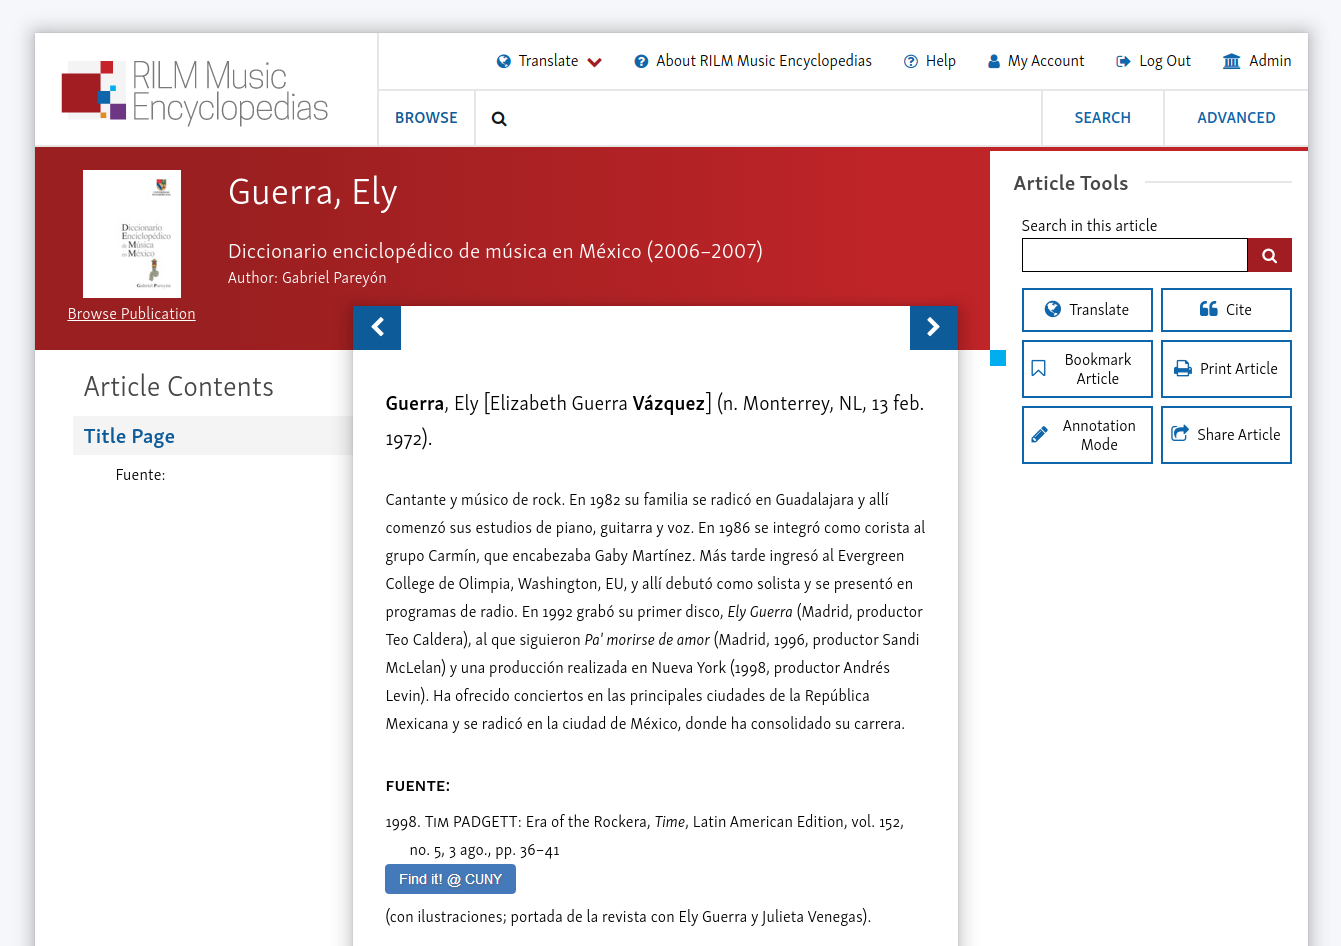 RILM Music
Encyclopedias
Translate
About RILM Music Encyclopedias
Help
My Account
Log Out
Admin
BROWSE
SEARCH
ADVANCED
Diccionario
Enciclopédico
de Música
en México
Gabriel Pareyón
Browse Publication
Guerra, Ely
Diccionario enciclopédico de música en México (2006–2007)
Author: Gabriel Pareyón
Article Contents
Title Page
Fuente:
Guerra, Ely [Elizabeth Guerra Vázquez] (n. Monterrey, NL, 13 feb.
1972).
Cantante y músico de rock. En 1982 su familia se radicó en Guadalajara y allí
comenzó sus estudios de piano, guitarra y voz. En 1986 se integró como corista al
grupo Carmín, que encabezaba Gaby Martínez. Más tarde ingresó al Evergreen
College de Olimpia, Washington, EU, y allí debutó como solista y se presentó en
programas de radio. En 1992 grabó su primer disco, Ely Guerra (Madrid, productor
Teo Caldera), al que siguieron Pa' morirse de amor (Madrid, 1996, productor Sandi
McLelan) y una producción realizada en Nueva York (1998, productor Andrés
Levin). Ha ofrecido conciertos en las principales ciudades de la República
Mexicana y se radicó en la ciudad de México, donde ha consolidado su carrera.
FUENTE:
1998. TIM PADGETT: Era of the Rockera, Time, Latin American Edition, vol. 152,
no. 5, 3 ago., pp. 36–41
Find it! @ CUNY
(con ilustraciones; portada de la revista con Ely Guerra y Julieta Venegas).
Article Tools
Search in this article
Translate
Cite
Bookmark
Article
Print Article
Annotation
Mode
Share Article